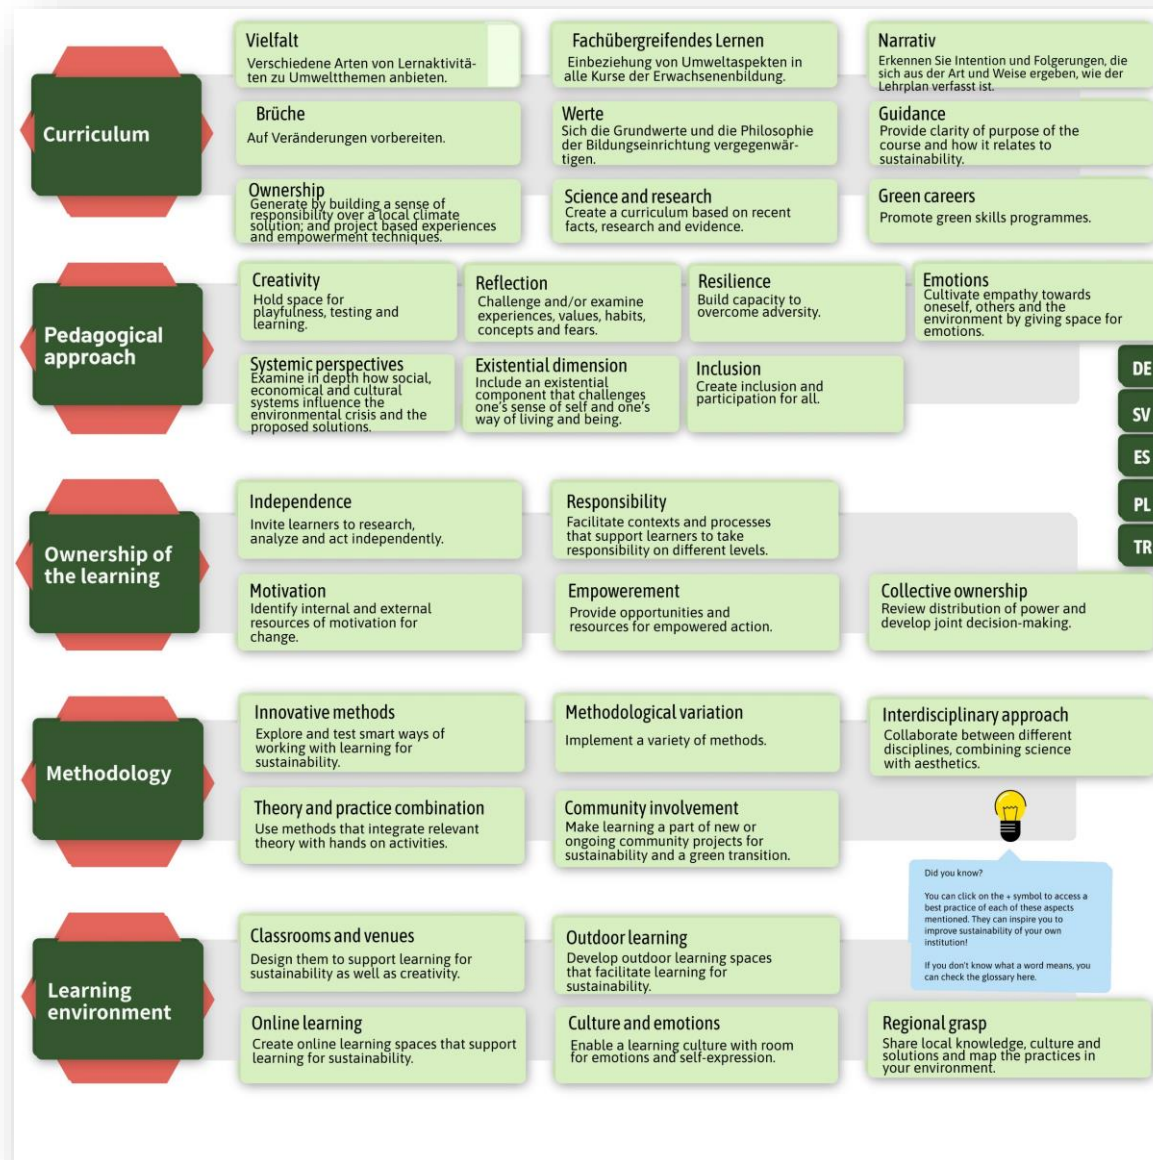 Curriculum
Vielfalt
Verschiedene Arten von Lernaktivitä-
ten zu Umweltthemen anbieten.
Fachübergreifendes Lernen
Einbeziehung von Umweltaspekten in
alle Kurse der Erwachsenenbildung.
Narrativ
Erkennen Sie Intention und Folgerungen, die
sich aus der Art und Weise ergeben, wie der
Lehrplan verfasst ist.
Brüche
Auf Veränderungen vorbereiten.
Werte
Sich die Grundwerte und die Philosophie
der Bildungseinrichtung vergegenwär-
tigen.
Guidance
Provide clarity of purpose of the
course and how it relates to
sustainability.
Ownership
Generate by building a sense of
responsibility over a local climate
solution; and project based experiences
and empowerment techniques.
Science and research
Create a curriculum based on recent
facts, research and evidence.
Green careers
Promote green skills programmes.
Pedagogical
approach
Creativity
Hold space for
playfulness, testing and
learning.
Reflection
Challenge and/or examine
experiences, values, habits,
concepts and fears.
Resilience
Build capacity to
overcome adversity.
Emotions
Cultivate empathy towards
oneself, others and the
environment by giving space for
emotions.
Systemic perspectives
Examine in depth how social,
economical and cultural
systems influence the
environmental crisis and the
proposed solutions.
Existential dimension
Include an existential
component that challenges
one's sense of self and one's
way of living and being.
Inclusion
Create inclusion and
participation for all.
DE
SV
ES
PL
TR
Ownership of
the learning
Independence
Invite learners to research,
analyze and act independently.
Responsibility
Facilitate contexts and processes
that support learners to take
responsibility on different levels.
Motivation
Identify internal and external
resources of motivation for
change.
Empowerement
Provide opportunities and
resources for empowered action.
Collective ownership
Review distribution of power and
develop joint decision-making.
Methodology
Innovative methods
Explore and test smart ways of
working with learning for
sustainability.
Methodological variation
Implement a variety of methods.
Interdisciplinary approach
Collaborate between different
disciplines, combining science
with aesthetics.
Theory and practice combination
Use methods that integrate relevant
theory with hands on activities.
Community involvement
Make learning a part of new or
ongoing community projects for
sustainability and a green transition.
Did you know?
You can click on the + symbol to access a
best practice of each of these aspects
mentioned. They can inspire you to
improve sustainability of your own
institution!
If you don't know what a word means, you
can check the glossary here.
Learning
environment
Classrooms and venues
Design them to support learning for
sustainability as well as creativity.
Outdoor learning
Develop outdoor learning spaces
that facilitate learning for
sustainability.
Online learning
Create online learning spaces that support
learning for sustainability.
Culture and emotions
Enable a learning culture with room
for emotions and self-expression.
Regional grasp
Share local knowledge, culture and
solutions and map the practices in
your environment.